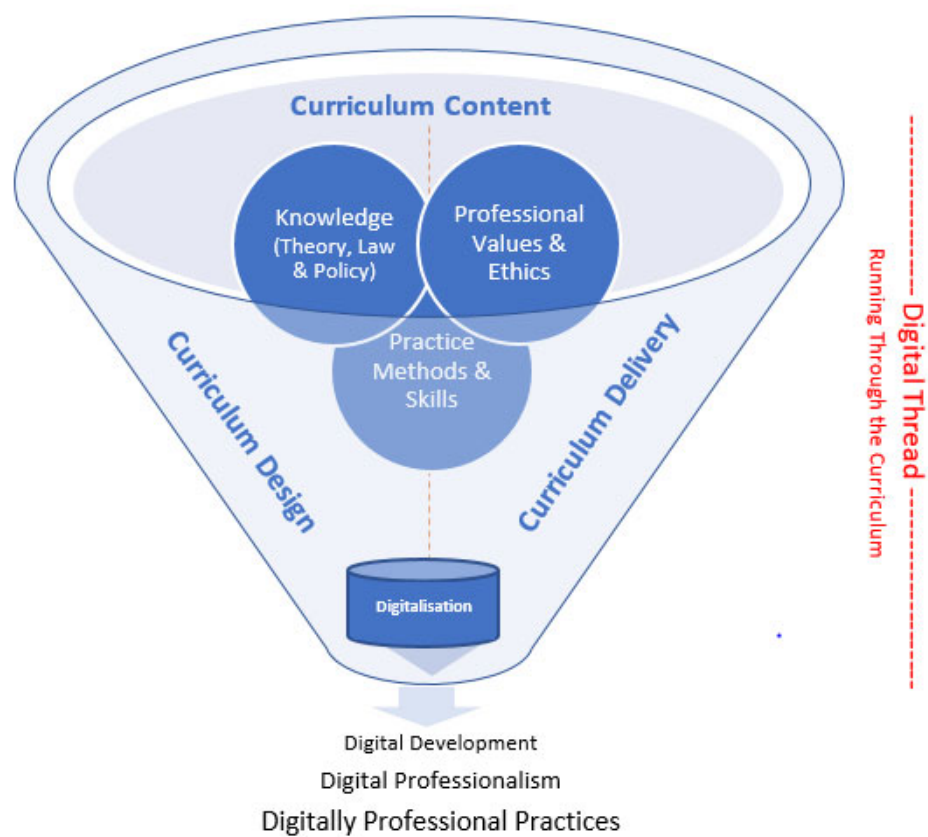 Curriculum Content
Knowledge
(Theory, Law
& Policy)
Professional
Values &
Ethics
Practice
Methods &
Skills
Curriculum Design
Curriculum Delivery
Digitalisation
Digital Development
Digital Professionalism
Digitally Professional Practices
Digital Thread
Running Through the Curriculum